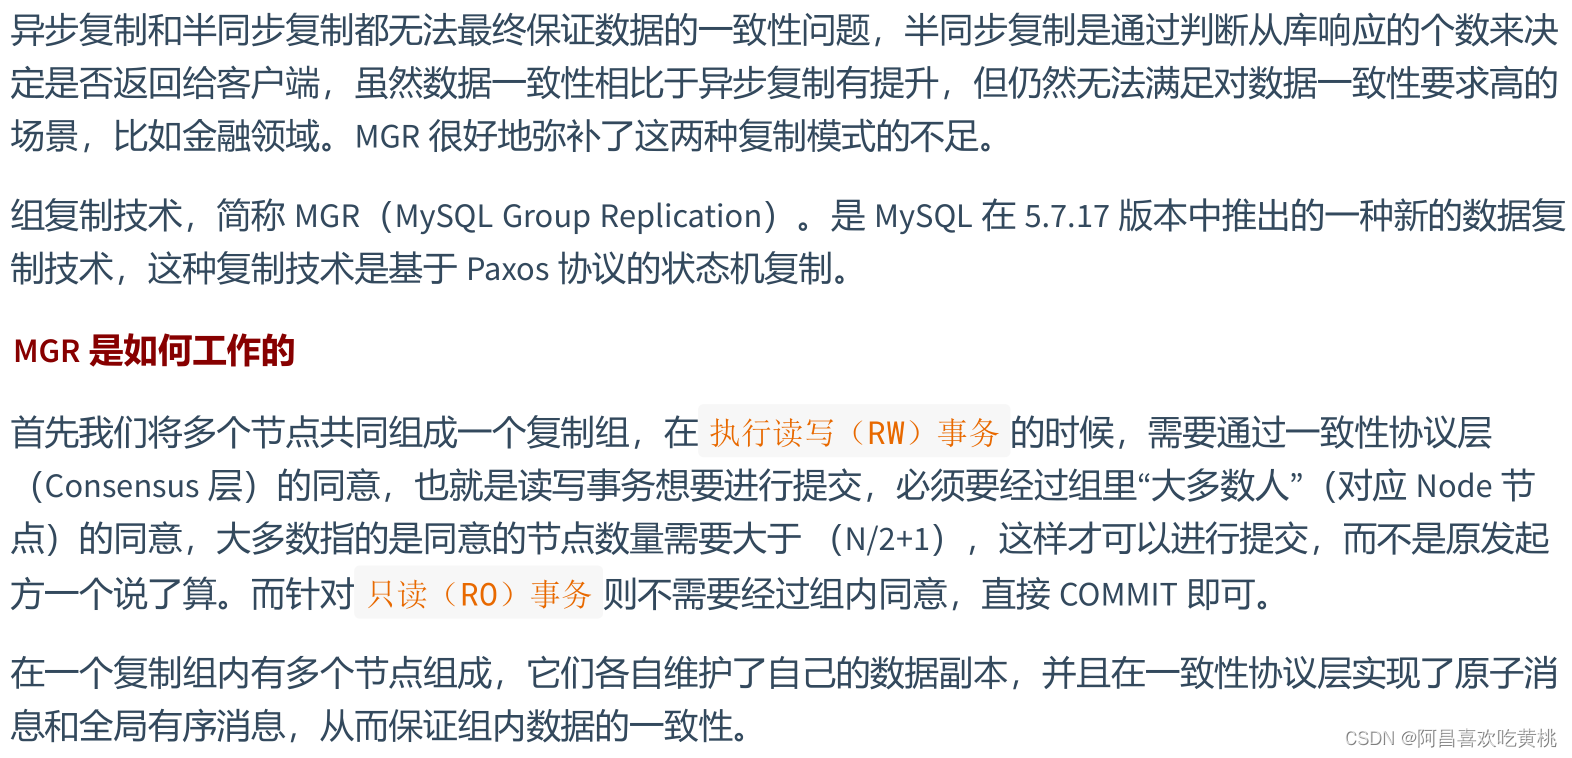 异步复制和半同步复制都无法最终保证数据的一致性问题，半同步复制是通过判断从库响应的个数来决
定是否返回给客户端，虽然数据一致性相比于异步复制有提升，但仍然无法满足对数据一致性要求高的
场景，比如金融领域。MGR 很好地弥补了这两种复制模式的不足。
组复制技术，简称 MGR（MySQL Group Replication）。是 MySQL 在 5.7.17 版本中推出的一种新的数据复
制技术，这种复制技术是基于 Paxos 协议的状态机复制。
MGR 是如何工作的
首先我们将多个节点共同组成一个复制组，在 执行读写（RW）事务 的时候，需要通过一致性协议层
（Consensus 层）的同意，也就是读写事务想要进行提交，必须要经过组里“大多数人”（对应 Node 节
点）的同意，大多数指的是同意的节点数量需要大于 （N/2+1），这样才可以进行提交，而不是原发起
方一个说了算。而针对 只读（RO）事务 则不需要经过组内同意，直接 COMMIT 即可。
在一个复制组内有多个节点组成，它们各自维护了自己的数据副本，并且在一致性协议层实现了原子消
息和全局有序消息，从而保证组内数据的一致性。
CSDN @阿昌喜欢吃黄桃